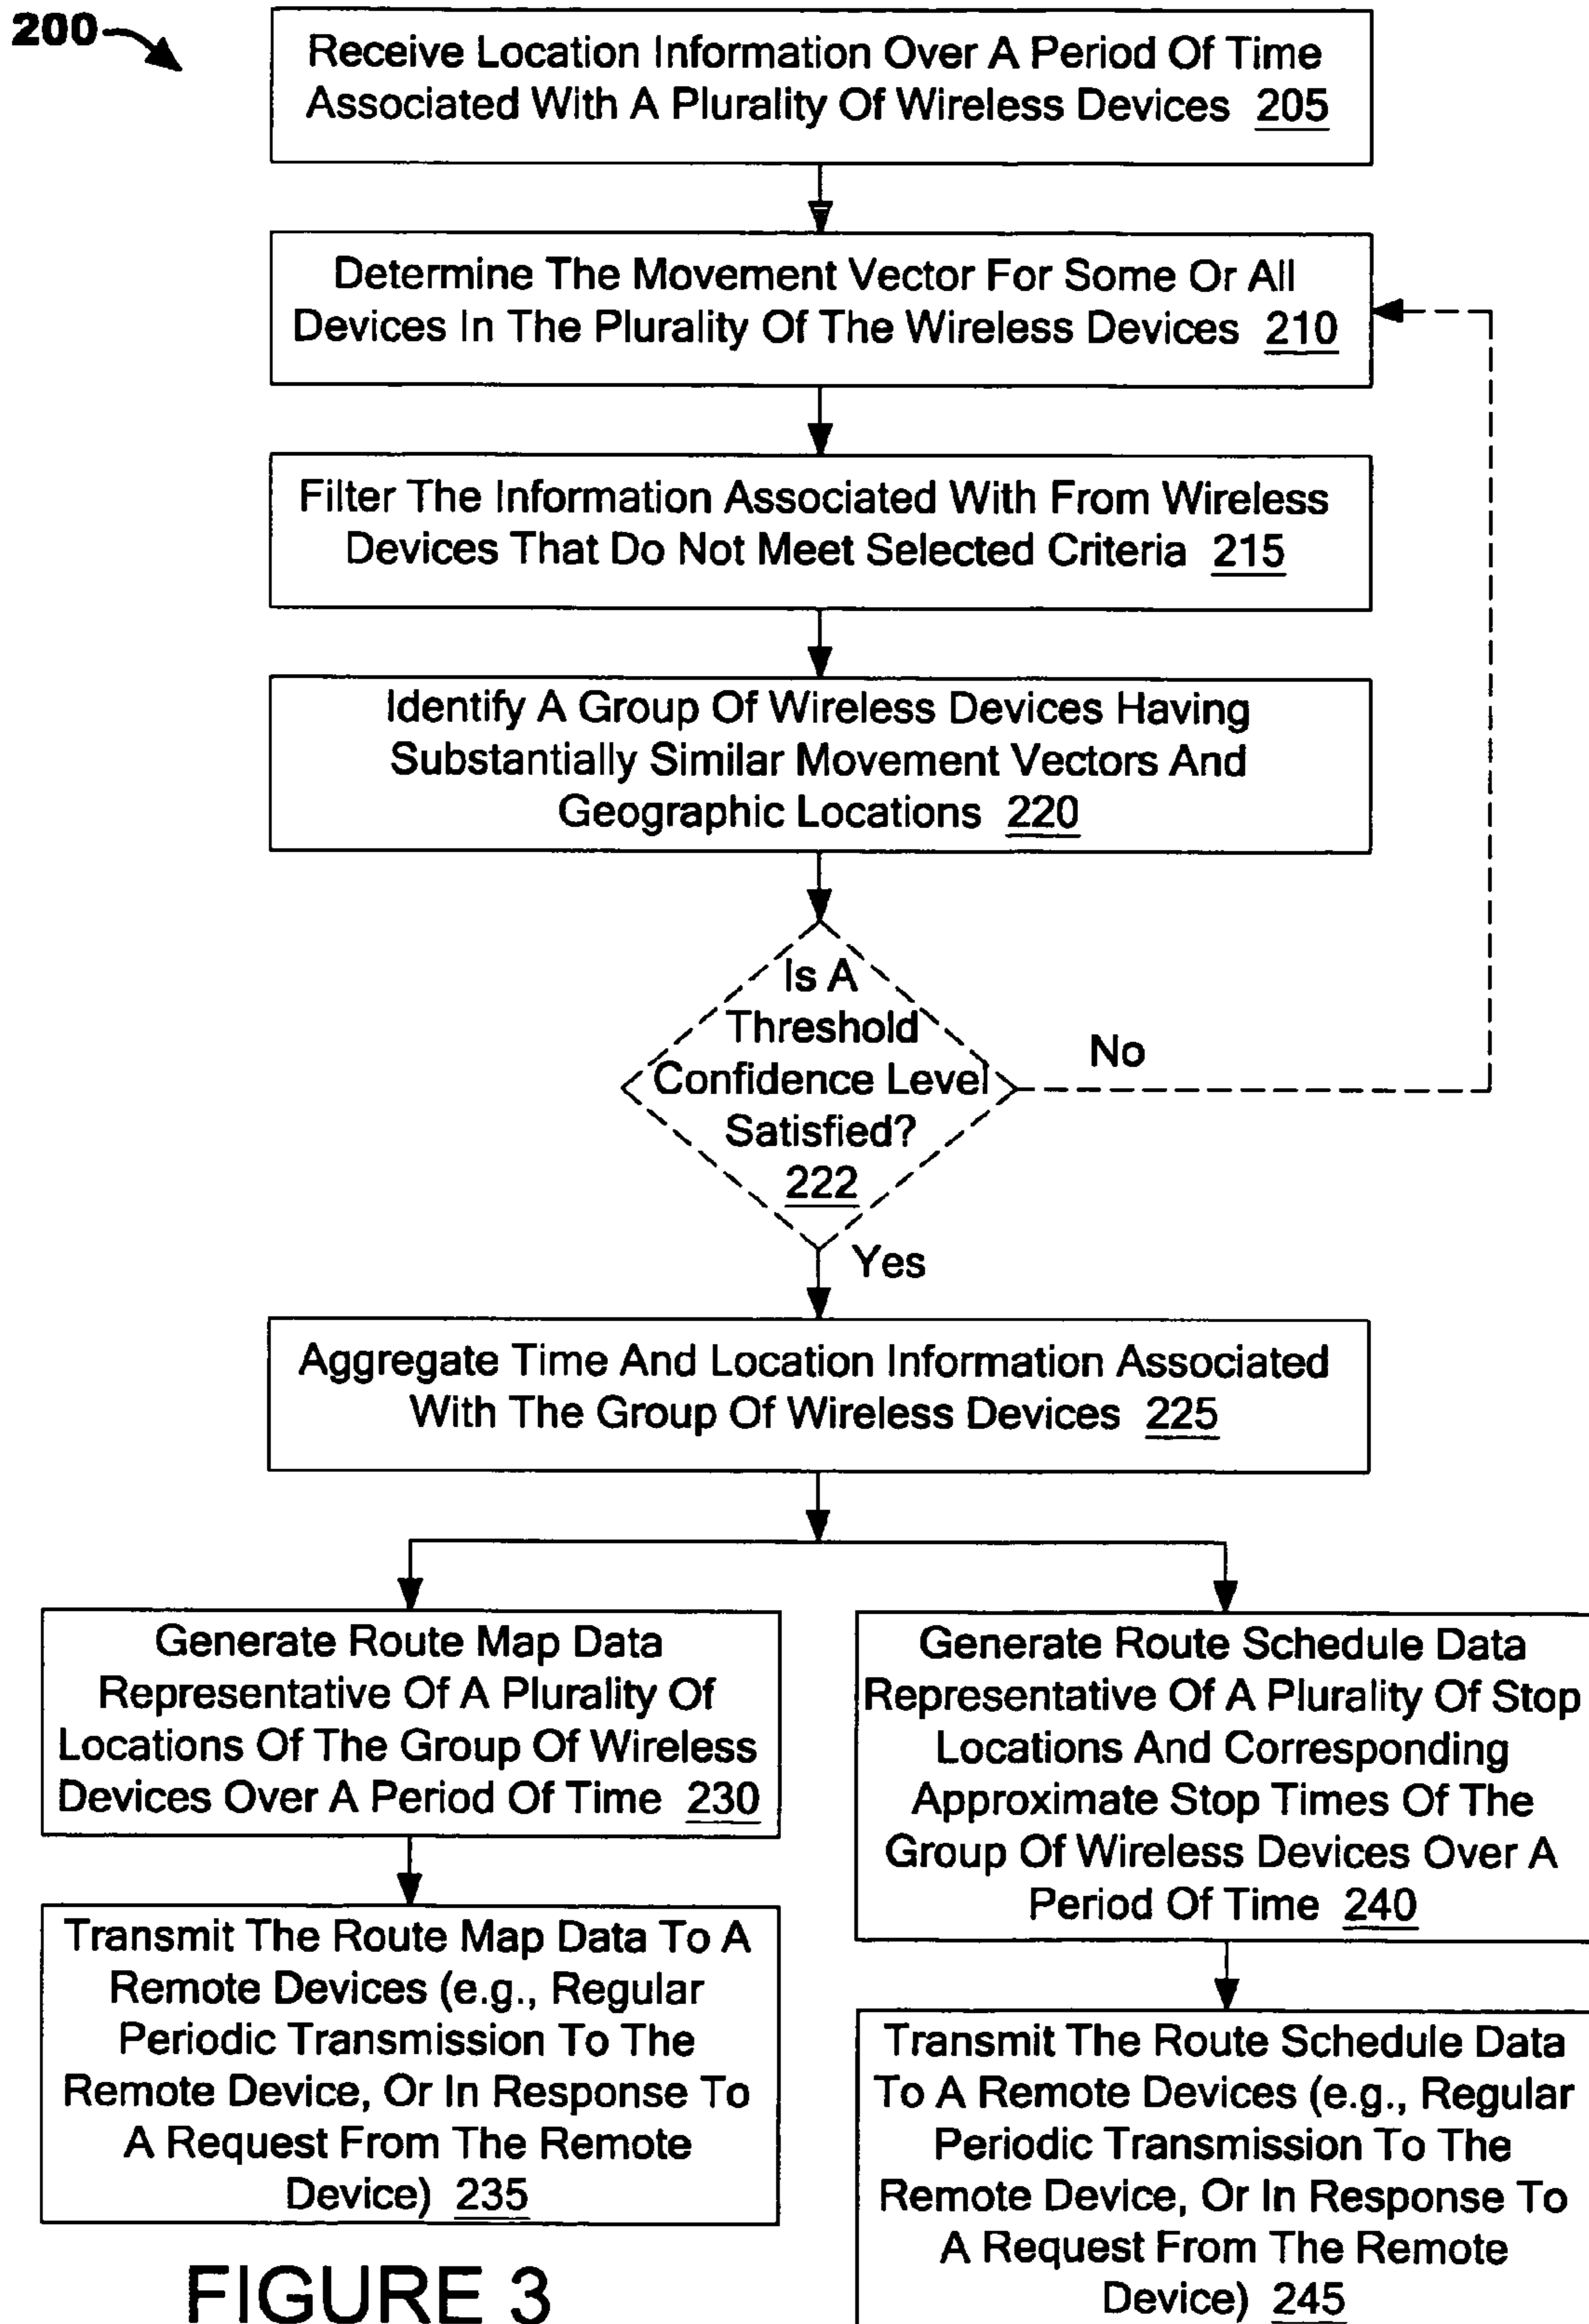 200
Receive Location Information Over A Period Of Time
Associated With A Plurality Of Wireless Devices 205
Determine The Movement Vector For Some Or All
Devices In The Plurality Of The Wireless Devices 210
Filter The Information Associated With From Wireless
Devices That Do Not Meet Selected Criteria 215
Identify A Group Of Wireless Devices Having
Substantially Similar Movement Vectors And
Geographic Locations 220
Is A
Threshold
Confidence Level
Satisfied?
222
No
Yes
Aggregate Time And Location Information Associated
With The Group Of Wireless Devices 225
Generate Route Map Data
Representative Of A Plurality Of
Locations Of The Group Of Wireless
Devices Over A Period Of Time 230
Transmit The Route Map Data To A
Remote Devices (e.g., Regular
Periodic Transmission To The
Remote Device, Or In Response To
A Request From The Remote
Device) 235
Generate Route Schedule Data
Representative Of A Plurality Of Stop
Locations And Corresponding
Approximate Stop Times Of The
Group Of Wireless Devices Over A
Period Of Time 240
Transmit The Route Schedule Data
To A Remote Devices (e.g., Regular
Periodic Transmission To The
Remote Device, Or In Response To
A Request From The Remote
Device) 245
FIGURE 3